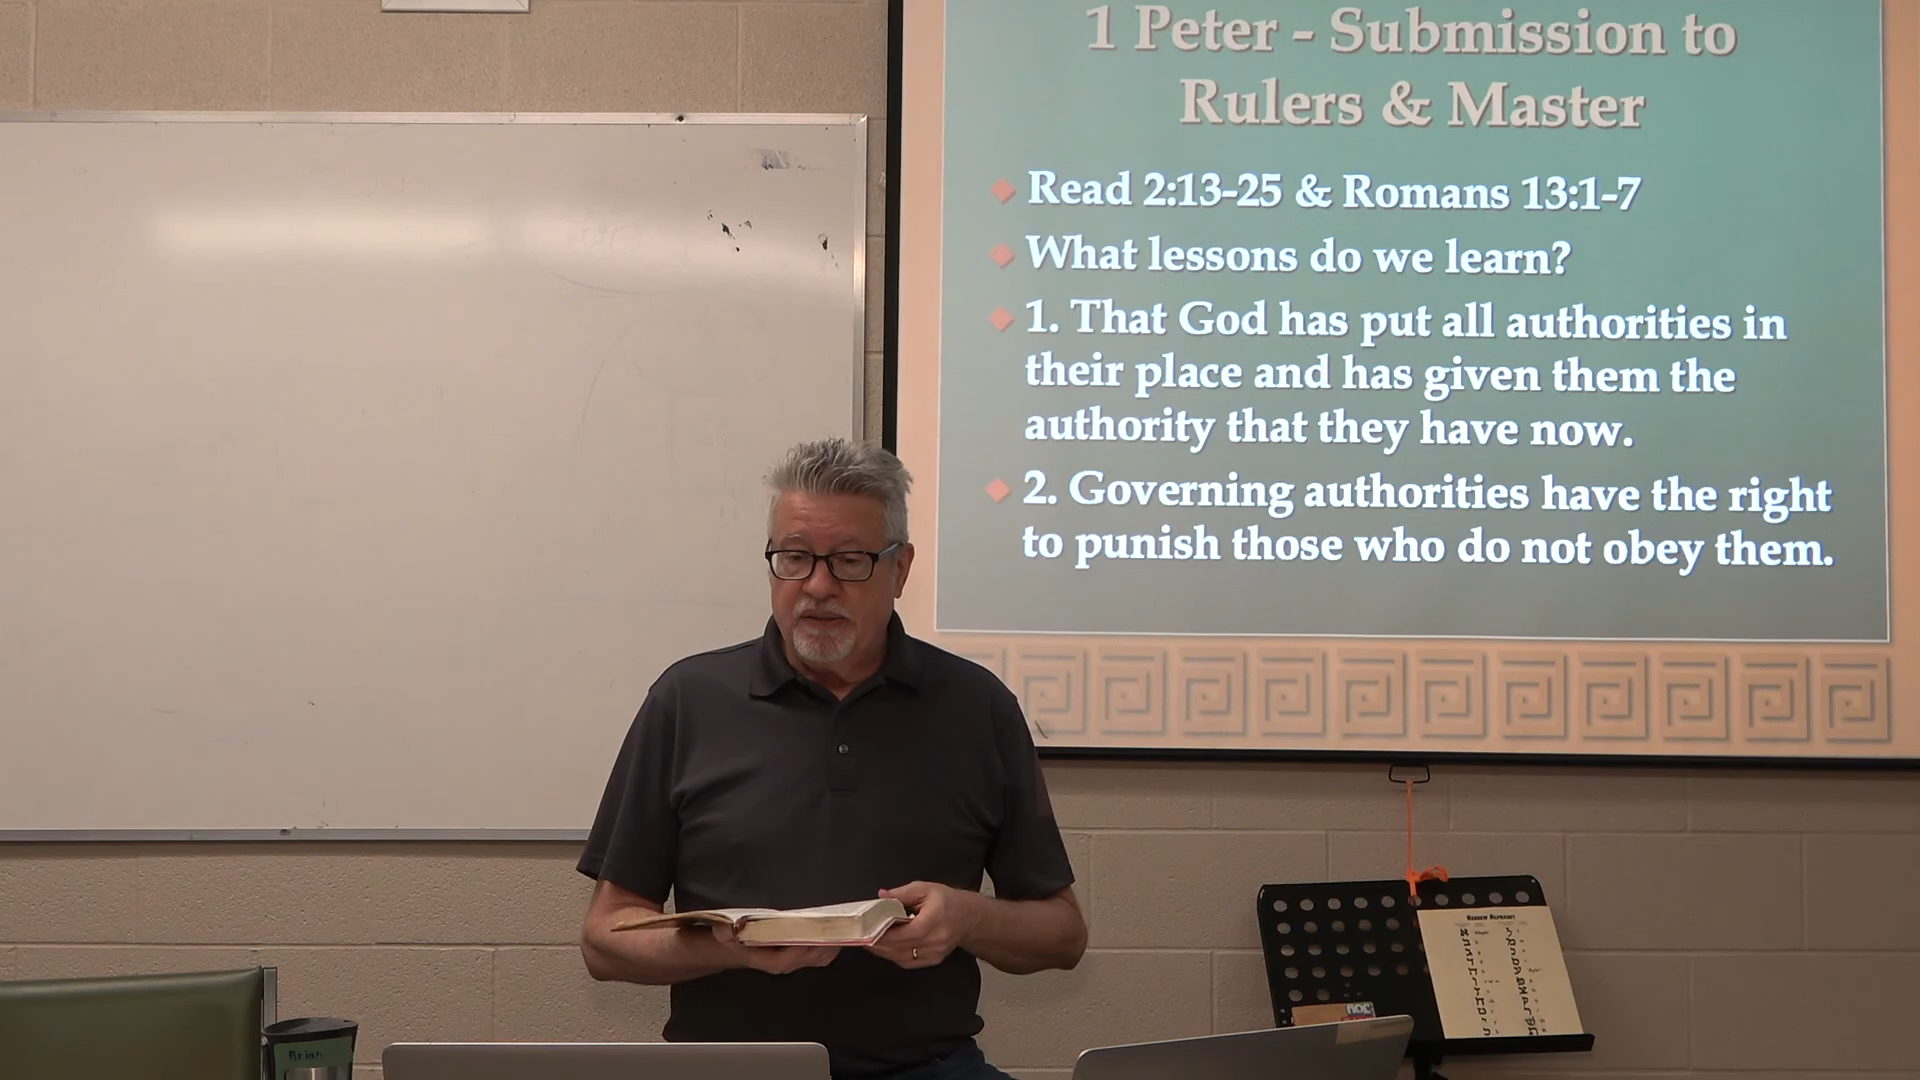 1 Peter - Submission to
Rulers & Master
Read 2:13-25 & Romans 13:1-7
What lessons do we learn?
1. That God has put all authorities in
their place and has given them the
authority that they have now.
2. Governing authorities have the right
to punish those who do not obey them.
Hebrew Alphabet
Brian